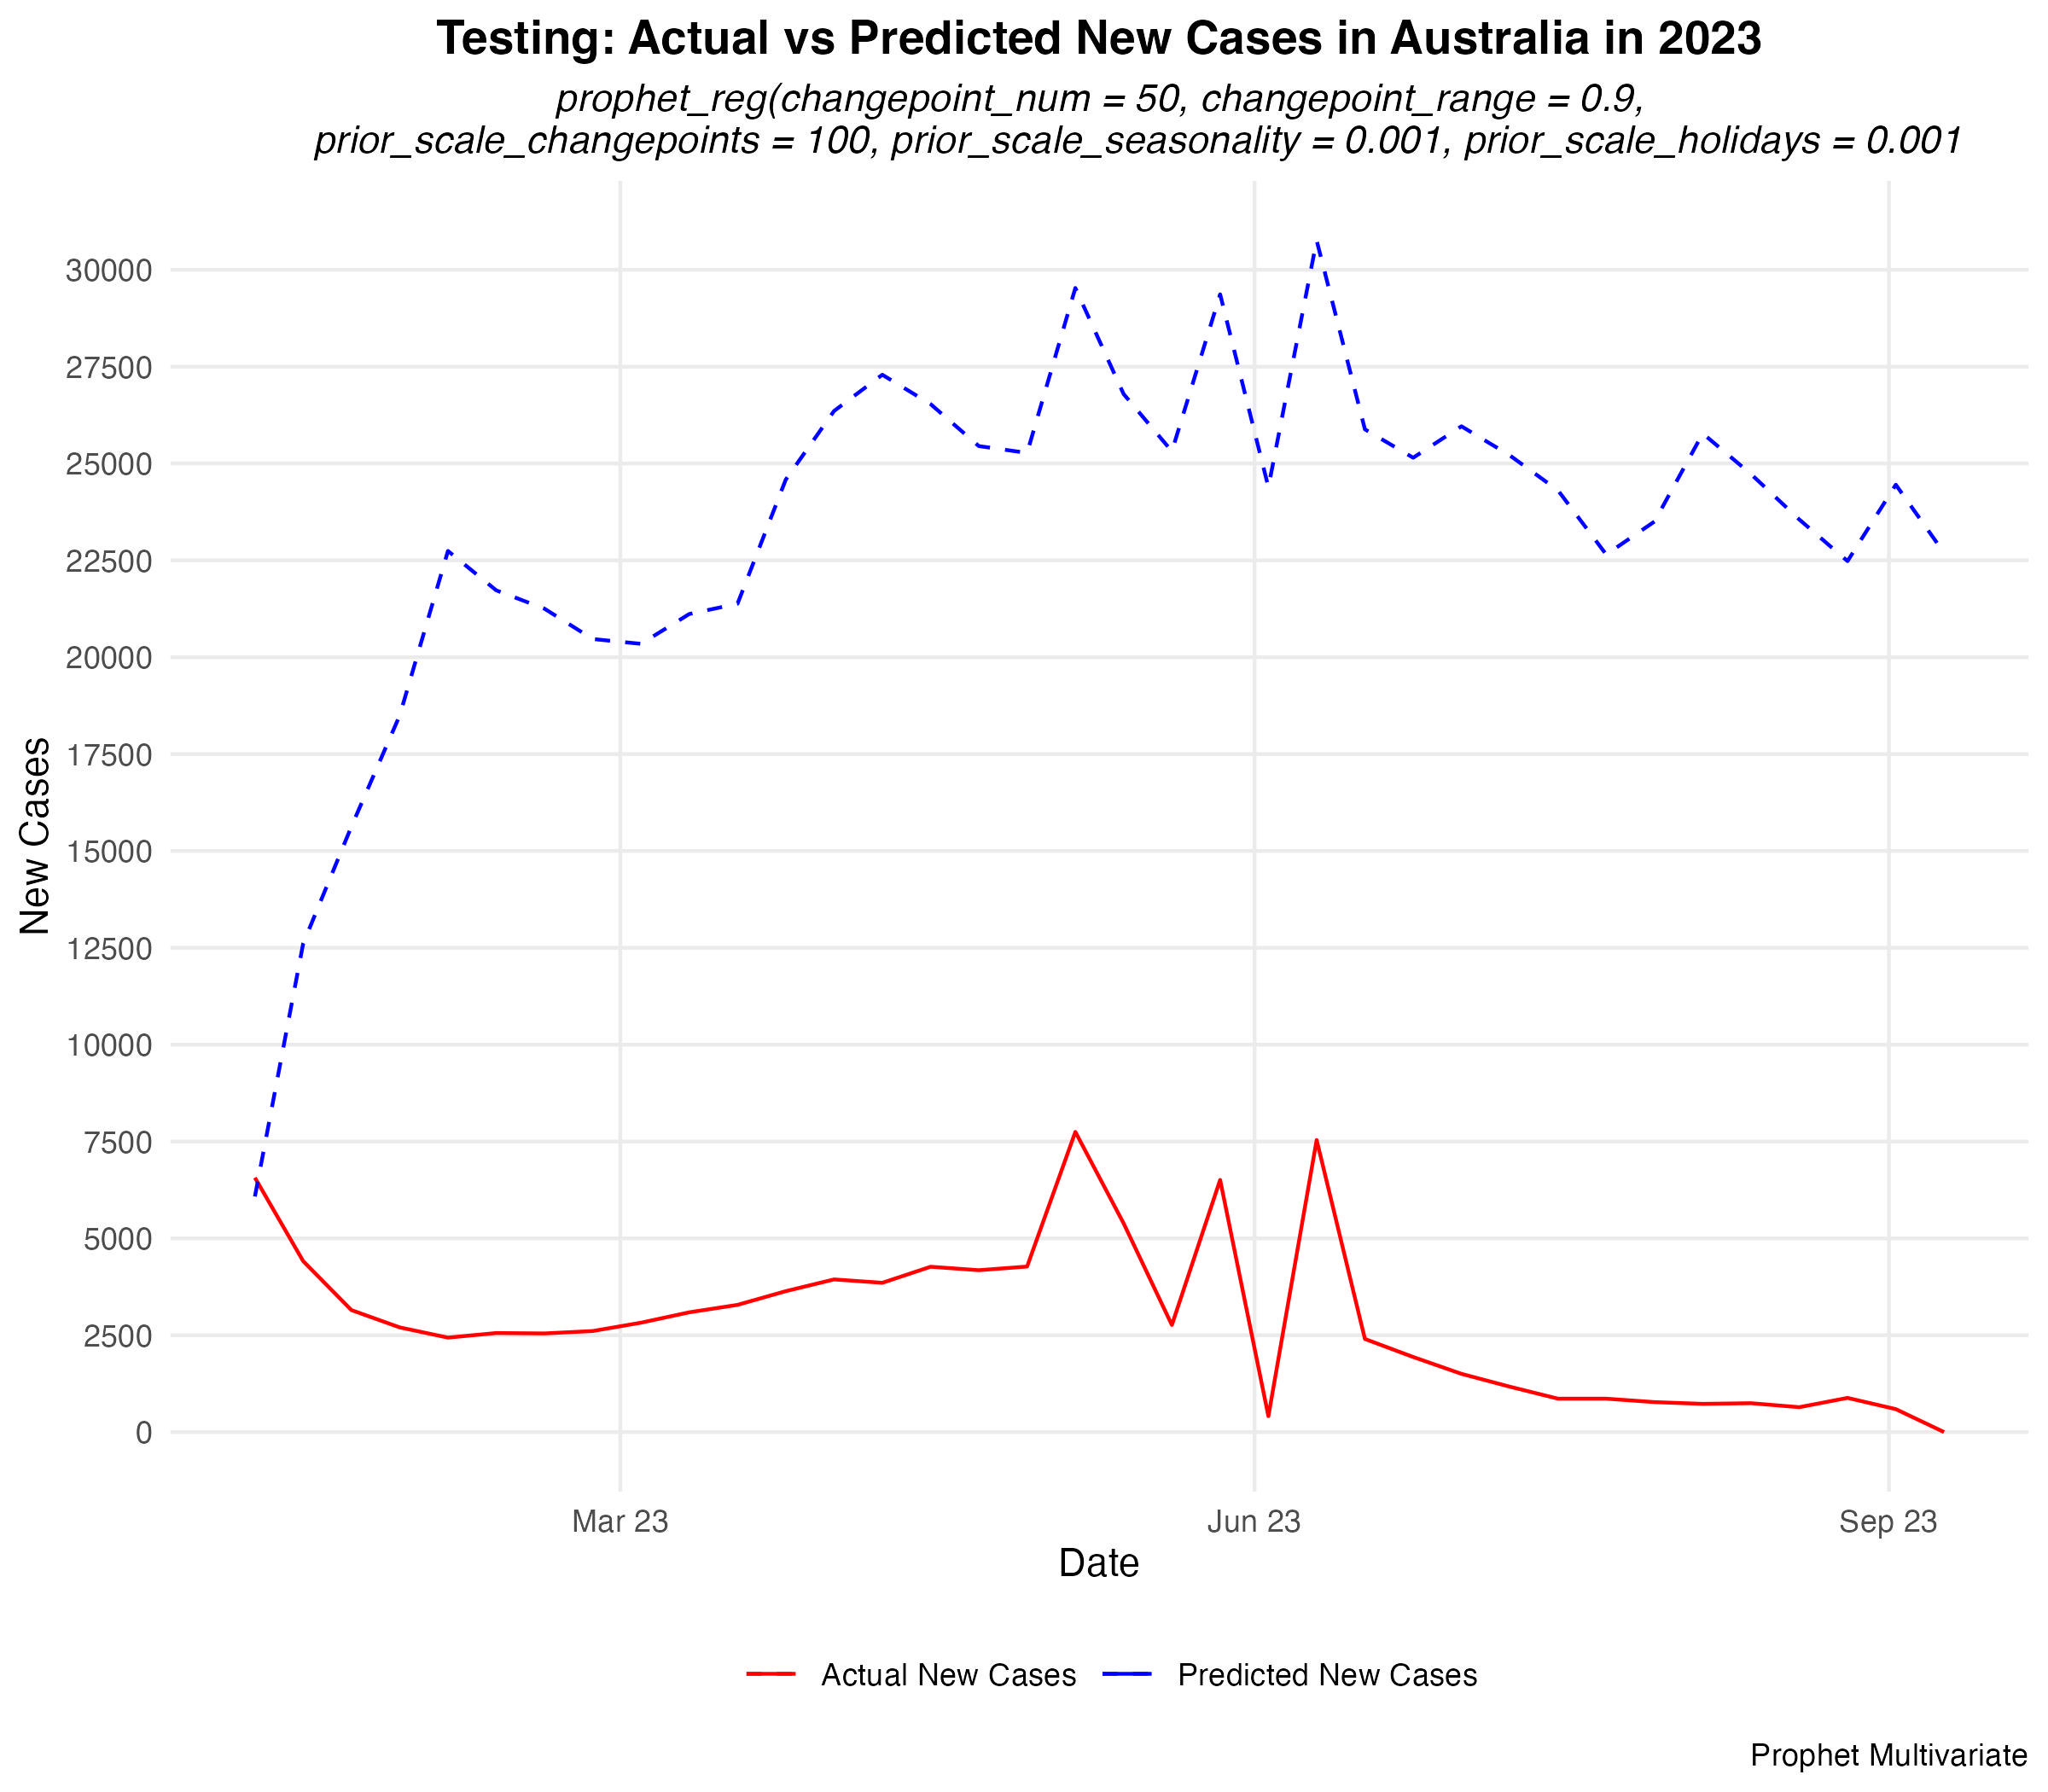 Testing: Actual vs Predicted New Cases in Australia in 2023
prophet_reg(changepoint_num = 50, changepoint_range = 0.9,
prior_scale_changepoints = 100, prior_scale_seasonality = 0.001, prior_scale_holidays = 0.001
New Cases
30000
27500
25000
22500
20000
17500
15000
12500
10000
7500
5000
2500
0
Mar 23
Jun 23
Sep 23
Date
Actual New Cases
Predicted New Cases
Prophet Multivariate